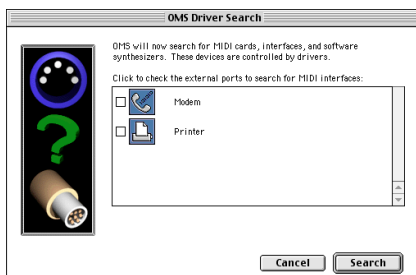 OMS Driver Search
OMS will now search for MIDI cards, interfaces, and software
synthesizers. These devices are controlled by drivers.
Click to check the external ports to search for MIDI interfaces:
Modem
Printer
Cancel
Search